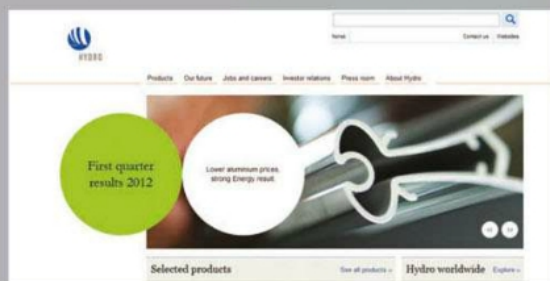 HYDRO
home
Contact us
Websites
Products
Our future
Jobs and careers
Investor relations
Press room
About Hydro
First quarter
results 2012
Lower aluminium prices,
strong Energy result.
Selected products
See all products »
Hydro worldwide
Explore »